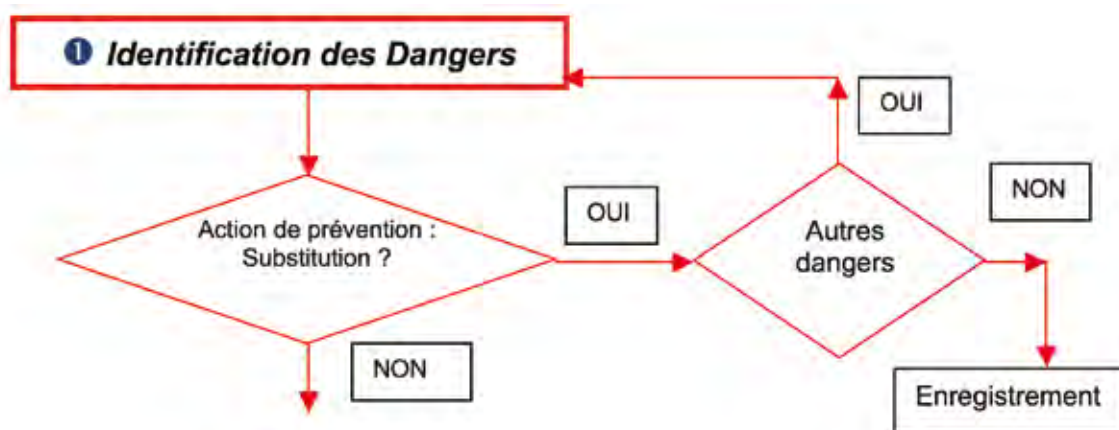 ❶ Identification des Dangers
OUI
NON
OUI
Action de prévention :
Substitution ?
Autres
dangers
NON
Enregistrement